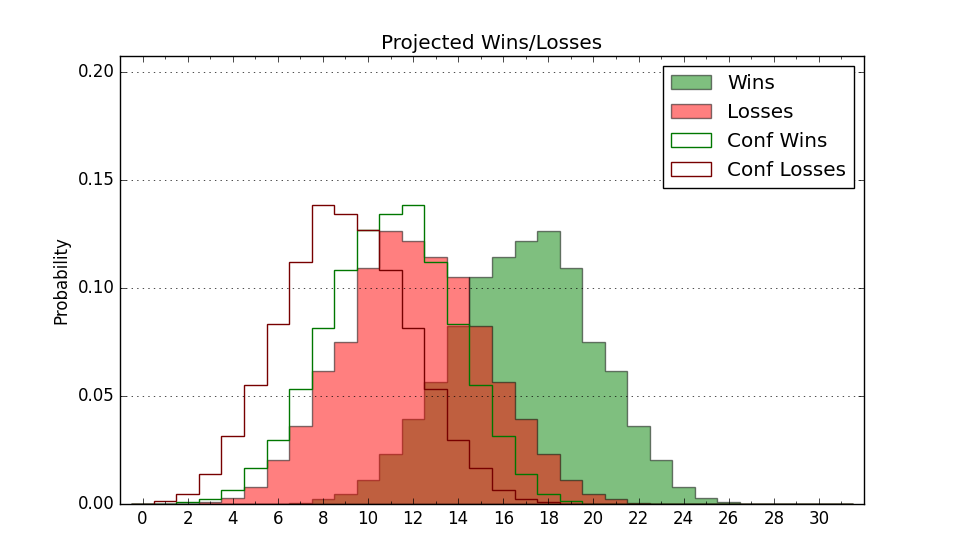 Projected Wins/Losses
Wins
Losses
Conf Wins
Conf Losses
Probability
0.20
0.15
0.10
0.05
0.00
0 2 4 6 8 10 12 14 16 18 20 22 24 26 28 30